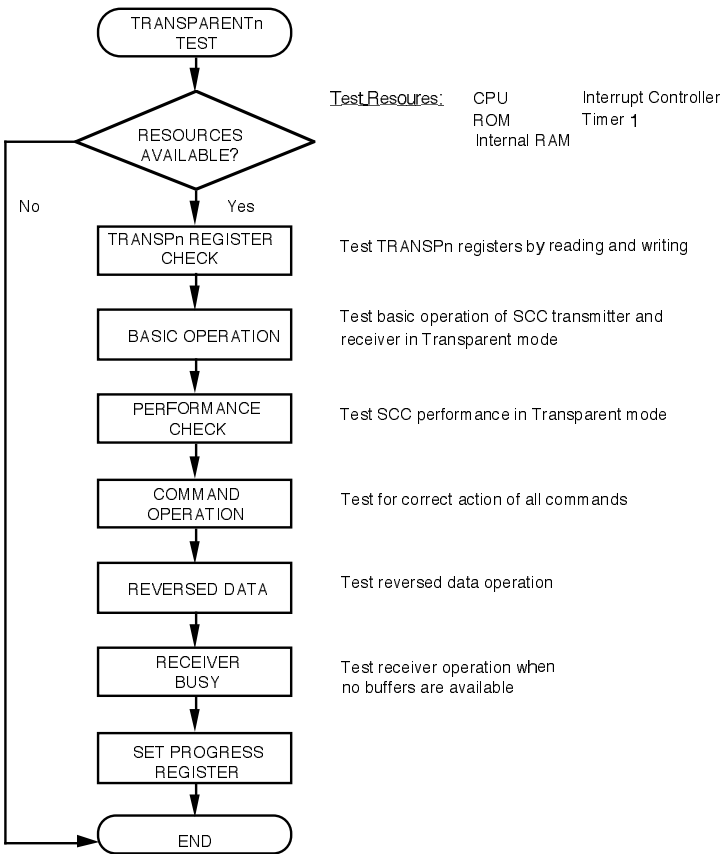 TRANSPARENTn
TEST
Test Resoures:
CPU
Interrupt Controller
ROM
Timer 1
Internal RAM
RESOURCES
AVAILABLE?
No
Yes
TRANSPn REGISTER
CHECK
Test TRANSPn registers by reading and writing
BASIC OPERATION
Test basic operation of SCC transmitter and
receiver in Transparent mode
PERFORMANCE
CHECK
Test SCC performance in Transparent mode
COMMAND
OPERATION
Test for correct action of all commands
REVERSED DATA
Test reversed data operation
RECEIVER
BUSY
Test receiver operation when
no buffers are available
SET PROGRESS
REGISTER
END